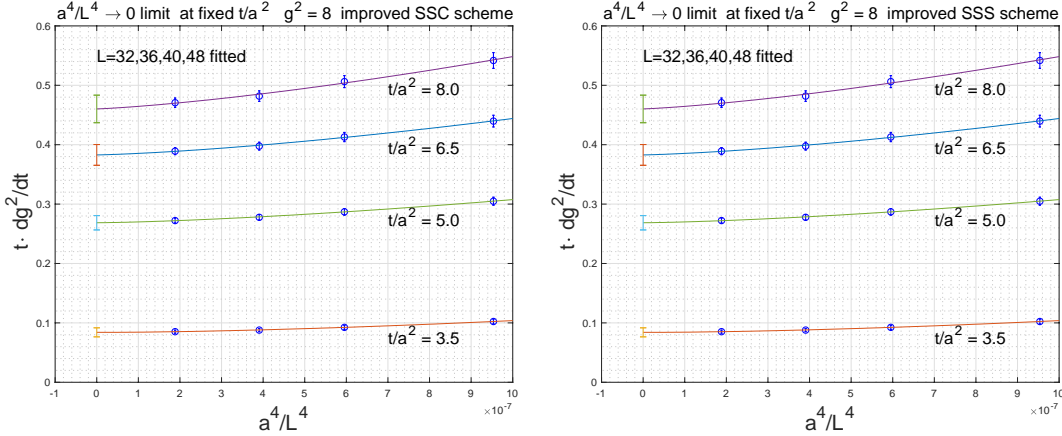 a⁴/L⁴ → 0 limit at fixed t/a² g² = 8 improved SSC scheme
0.6
L=32,36,40,48 fitted
0.5
t/a² = 8.0
0.4
t/a² = 6.5
t · dg²/dt
0.3
t/a² = 5.0
0.2
0.1
t/a² = 3.5
0
-1 0 1 2 3 4 5 6 7 8 9 10
×10⁻⁷
a⁴/L⁴
a⁴/L⁴ → 0 limit at fixed t/a² g² = 8 improved SSS scheme
0.6
L=32,36,40,48 fitted
0.5
t/a² = 8.0
0.4
t/a² = 6.5
t · dg²/dt
0.3
t/a² = 5.0
0.2
0.1
t/a² = 3.5
0
-1 0 1 2 3 4 5 6 7 8 9 10
×10⁻⁷
a⁴/L⁴